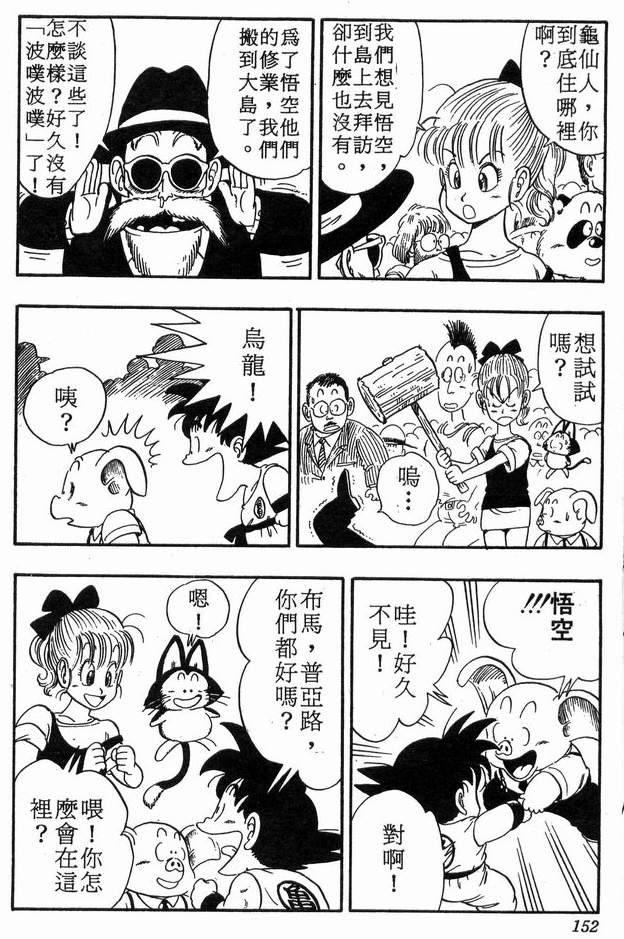 龜仙人，你
到底住哪裡
啊？
我們想見悟空，
到島上去拜訪，
卻什麼也沒有。
爲了悟空他們
的修業，我們
搬到大島了。
不談這些了！
怎麼樣？好久沒有
「波噗波噗」了！
想試試
嗎？
嗚…
烏龍！
咦？
悟空
!!!
哇！好久
不見！
對啊！
布馬，普亞路，
你們都好嗎？
嗯！
喂！你怎
麼會在這
裡？
152